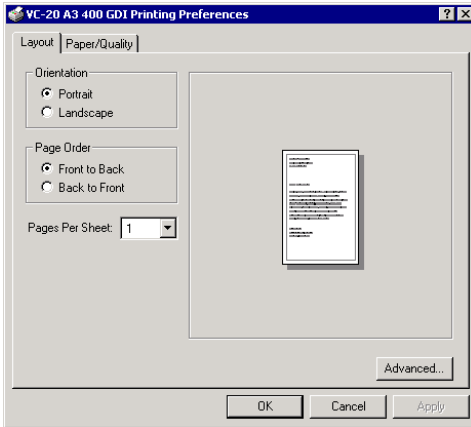 VC-20 A3 400 GDI Printing Preferences
Layout Paper/Quality
Orientation
Portrait
Landscape
Page Order
Front to Back
Back to Front
Pages Per Sheet: 1
Advanced...
OK Cancel Apply